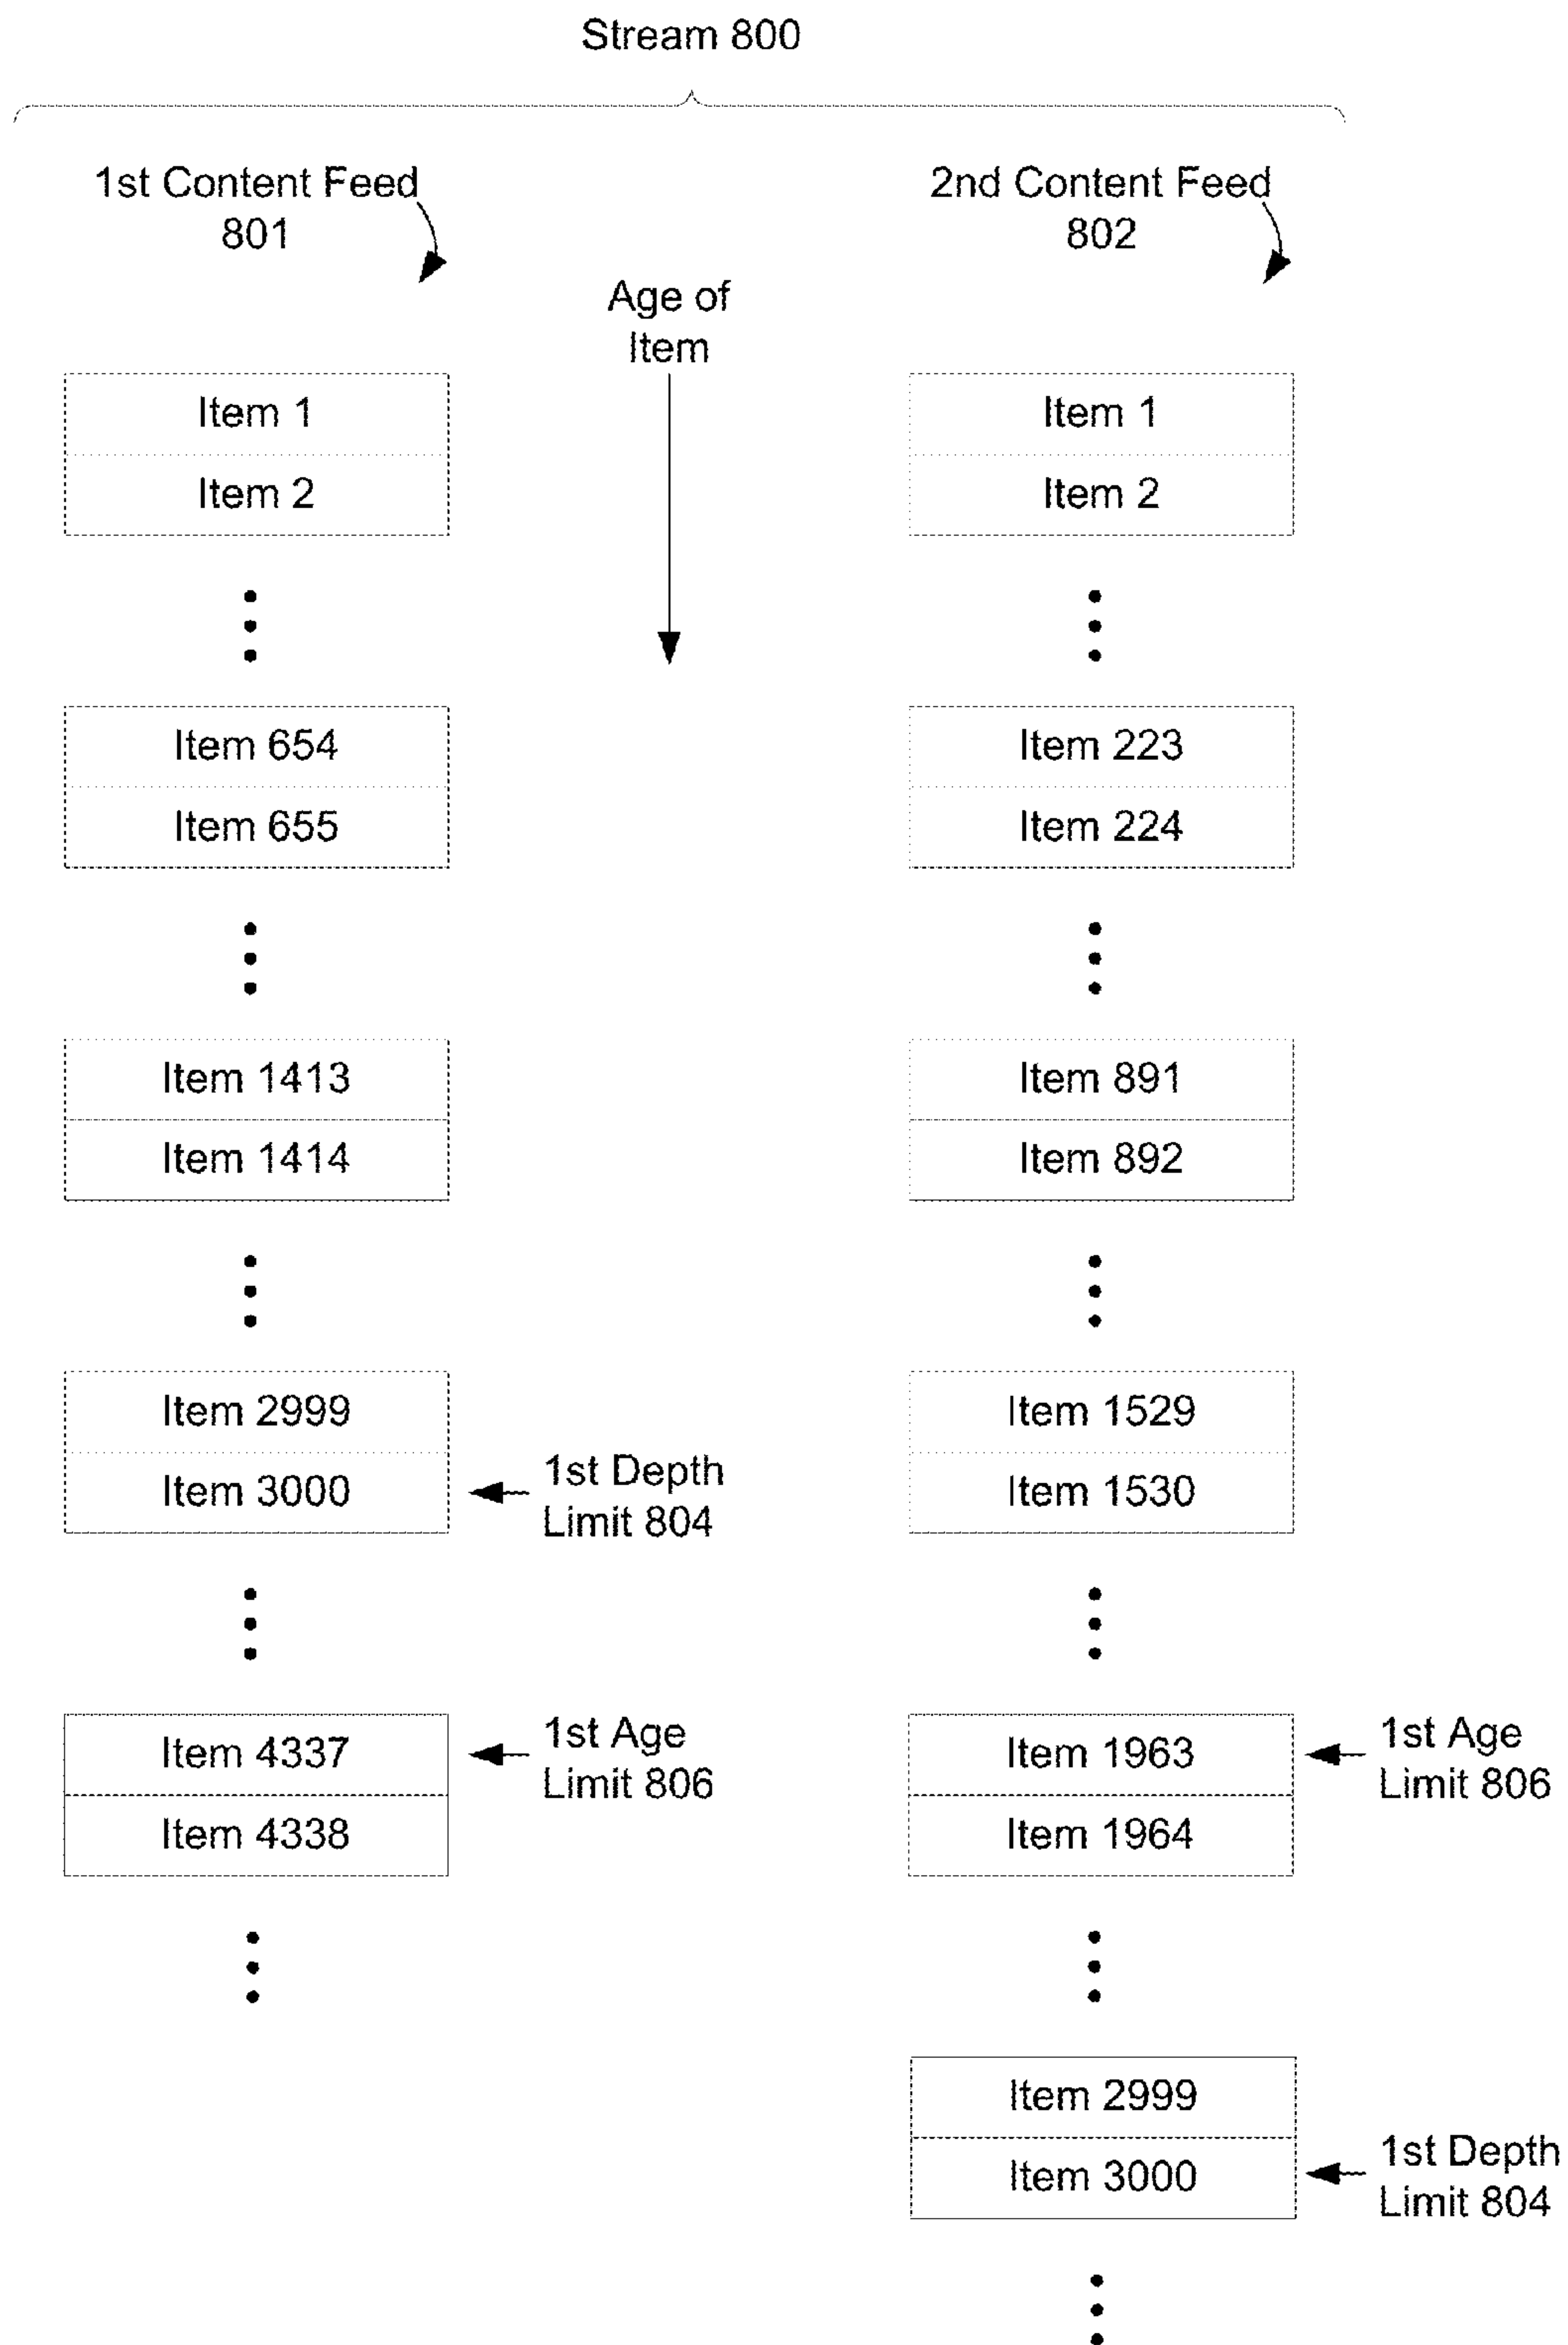 Stream 800
1st Content Feed
801
2nd Content Feed
802
Age of
Item
Item 1
Item 2
Item 1
Item 2
Item 654
Item 655
Item 223
Item 224
Item 1413
Item 1414
Item 891
Item 892
Item 2999
Item 3000
1st Depth
Limit 804
Item 1529
Item 1530
Item 4337
Item 4338
1st Age
Limit 806
Item 1963
Item 1964
1st Age
Limit 806
Item 2999
Item 3000
1st Depth
Limit 804